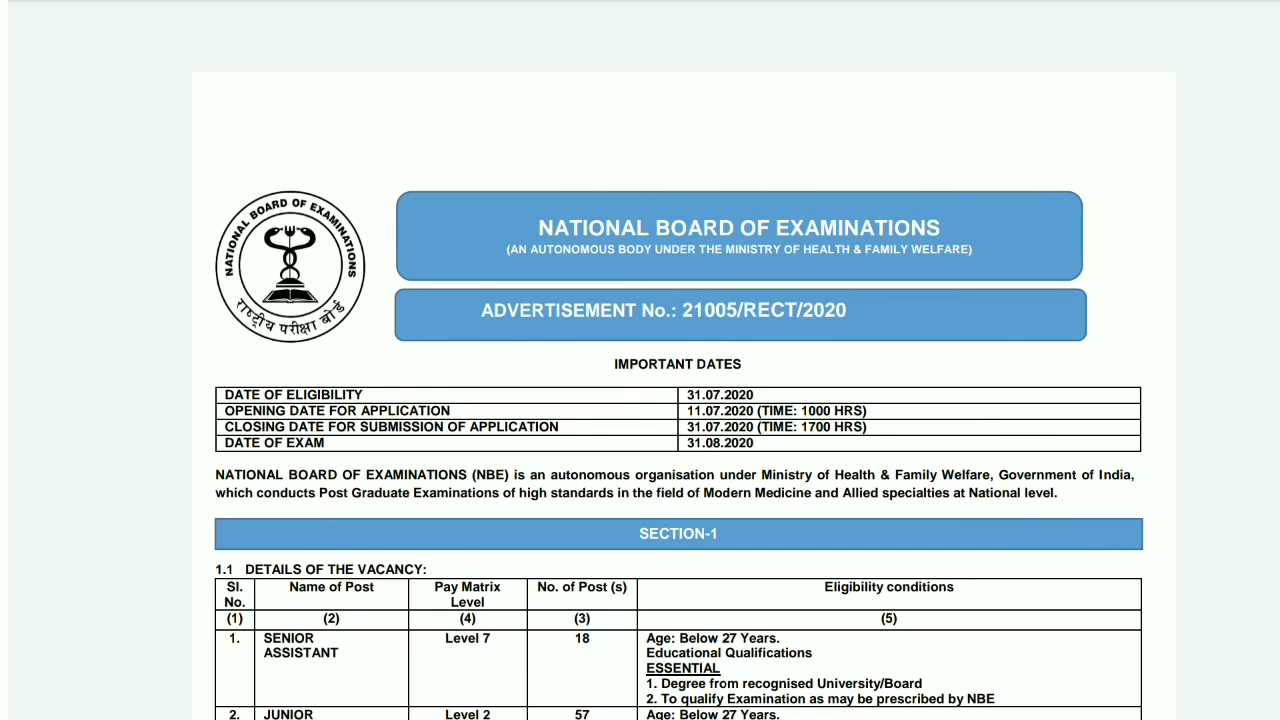 NATIONAL BOARD OF EXAMINATIONS
राष्ट्रीय परीक्षा बोर्ड
NATIONAL BOARD OF EXAMINATIONS
(AN AUTONOMOUS BODY UNDER THE MINISTRY OF HEALTH & FAMILY WELFARE)
ADVERTISEMENT No.: 21005/RECT/2020
IMPORTANT DATES
DATE OF ELIGIBILITY 31.07.2020
OPENING DATE FOR APPLICATION 11.07.2020 (TIME: 1000 HRS)
CLOSING DATE FOR SUBMISSION OF APPLICATION 31.07.2020 (TIME: 1700 HRS)
DATE OF EXAM 31.08.2020
NATIONAL BOARD OF EXAMINATIONS (NBE) is an autonomous organisation under Ministry of Health & Family Welfare, Government of India,
which conducts Post Graduate Examinations of high standards in the field of Modern Medicine and Allied specialties at National level.
SECTION-1
1.1 DETAILS OF THE VACANCY:
Sl. Name of Post Pay Matrix No. of Post (s) Eligibility conditions
No. Level
(1) (2) (4) (3) (5)
1. SENIOR Level 7 18 Age: Below 27 Years.
ASSISTANT Educational Qualifications
ESSENTIAL
1. Degree from recognised University/Board
2. To qualify Examination as may be prescribed by NBE
2. JUNIOR Level 2 57 Age: Below 27 Years.